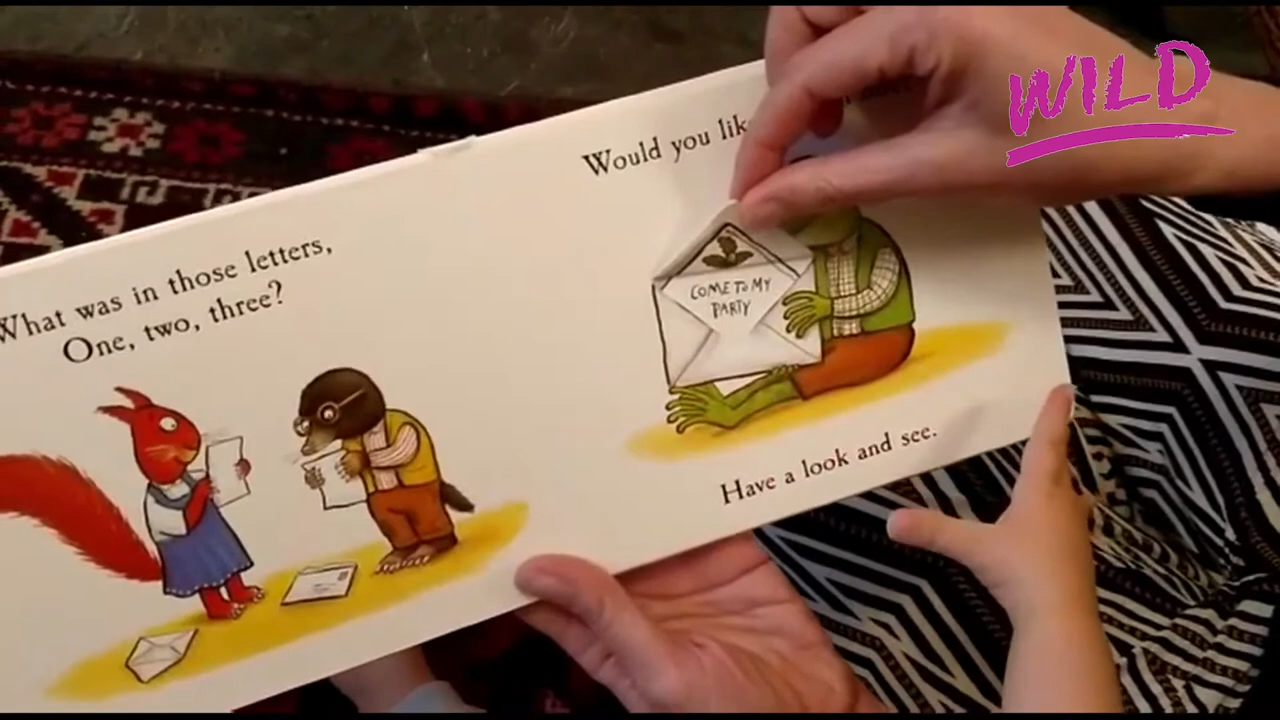 WILD
What was in those letters,
One, two, three?
Would you
COME TO MY
PARTY
Have a look and see.